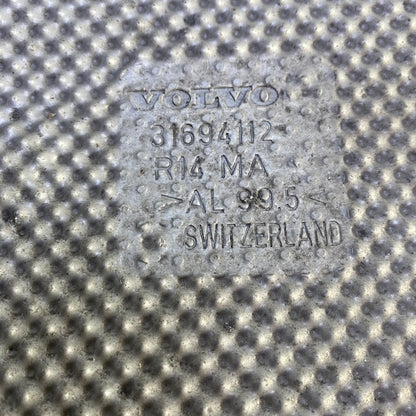 VOLVO
31694112
R14 MA
>AL 99.5<
SWITZERLAND